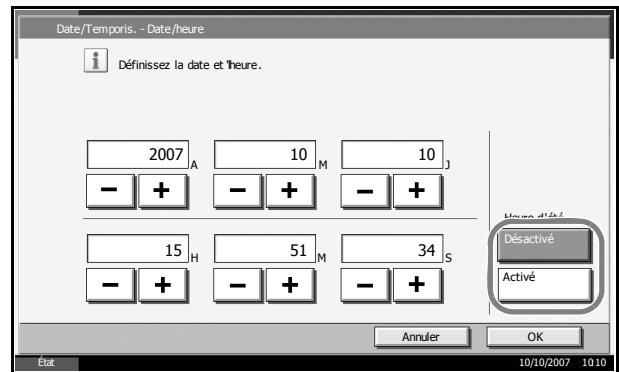 Date/Temporis. - Date/heure
i Définissez la date et 'lheure.
2007 A 10 M 10 J
− + − + − +
Heure d'été
Désactivé
15 H 51 M 34 S
Activé
− + − + − +
Annuler OK
État 10/10/2007 10:10